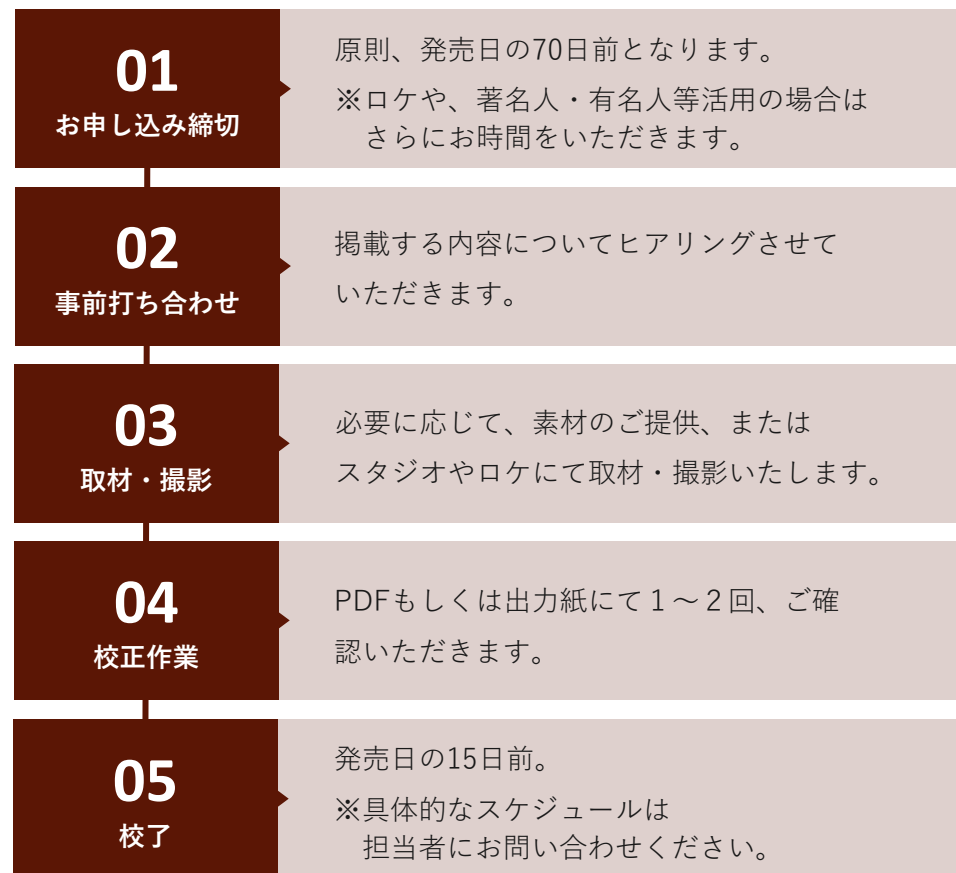 01
お申し込み締切
原則、発売日の70日前となります。
※ロケや、著名人・有名人等活用の場合は
さらにお時間をいただきます。
02
事前打ち合わせ
掲載する内容についてヒアリングさせて
いただきます。
03
取材・撮影
必要に応じて、素材のご提供、または
スタジオやロケにて取材・撮影いたします。
04
校正作業
PDFもしくは出力紙にて１～２回、ご確
認いただきます。
05
校了
発売日の15日前。
※具体的なスケジュールは
担当者にお問い合わせください。